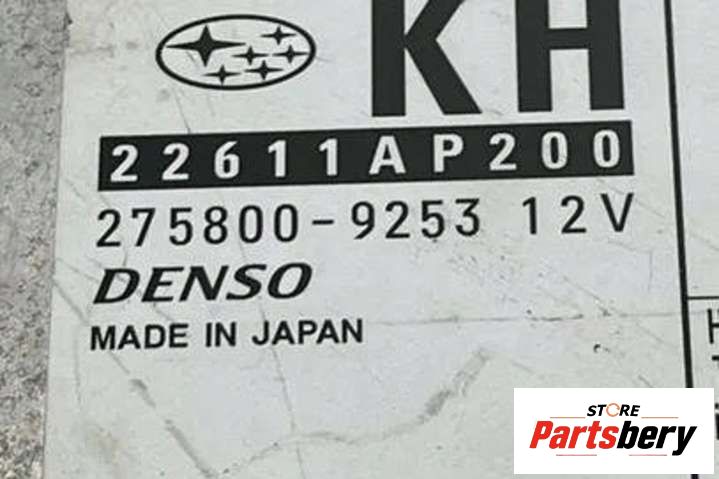 KH
22611AP200
275800-9253 12V
DENSO
MADE IN JAPAN
H
STORE
Partsbery